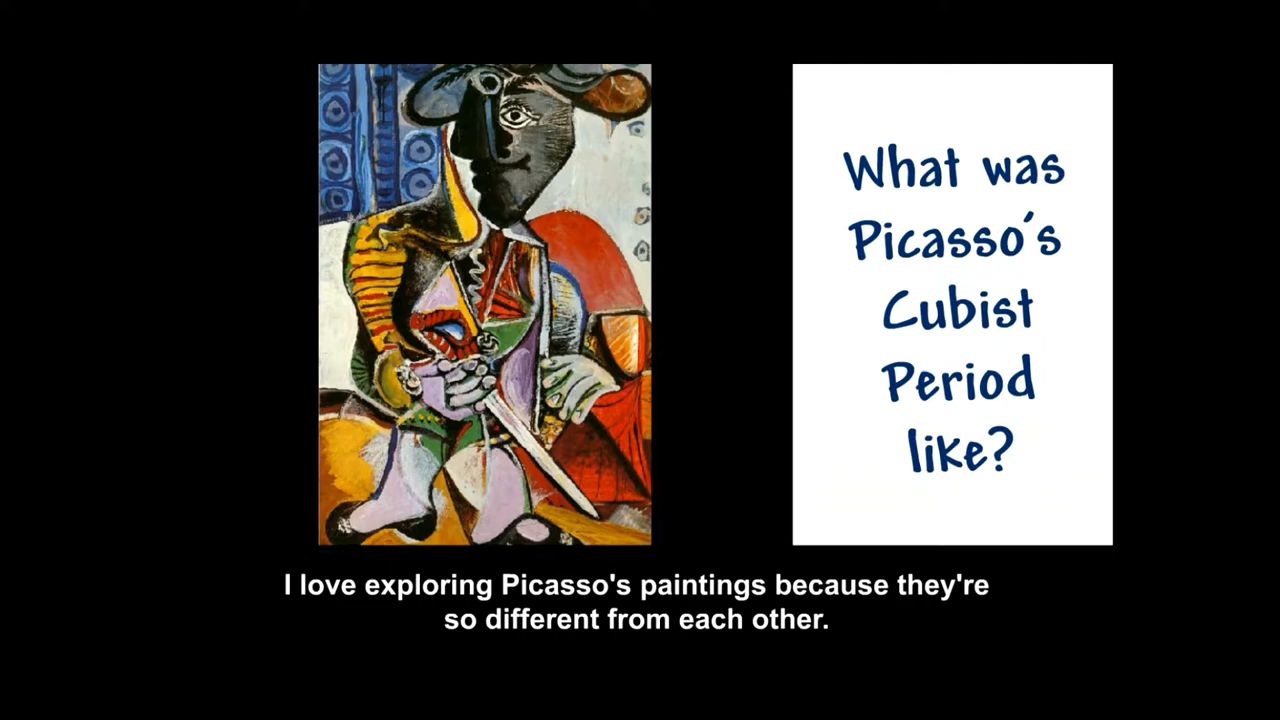 What was
Picasso´s
Cubist
Period
like?
I love exploring Picasso's paintings because they're
so different from each other.